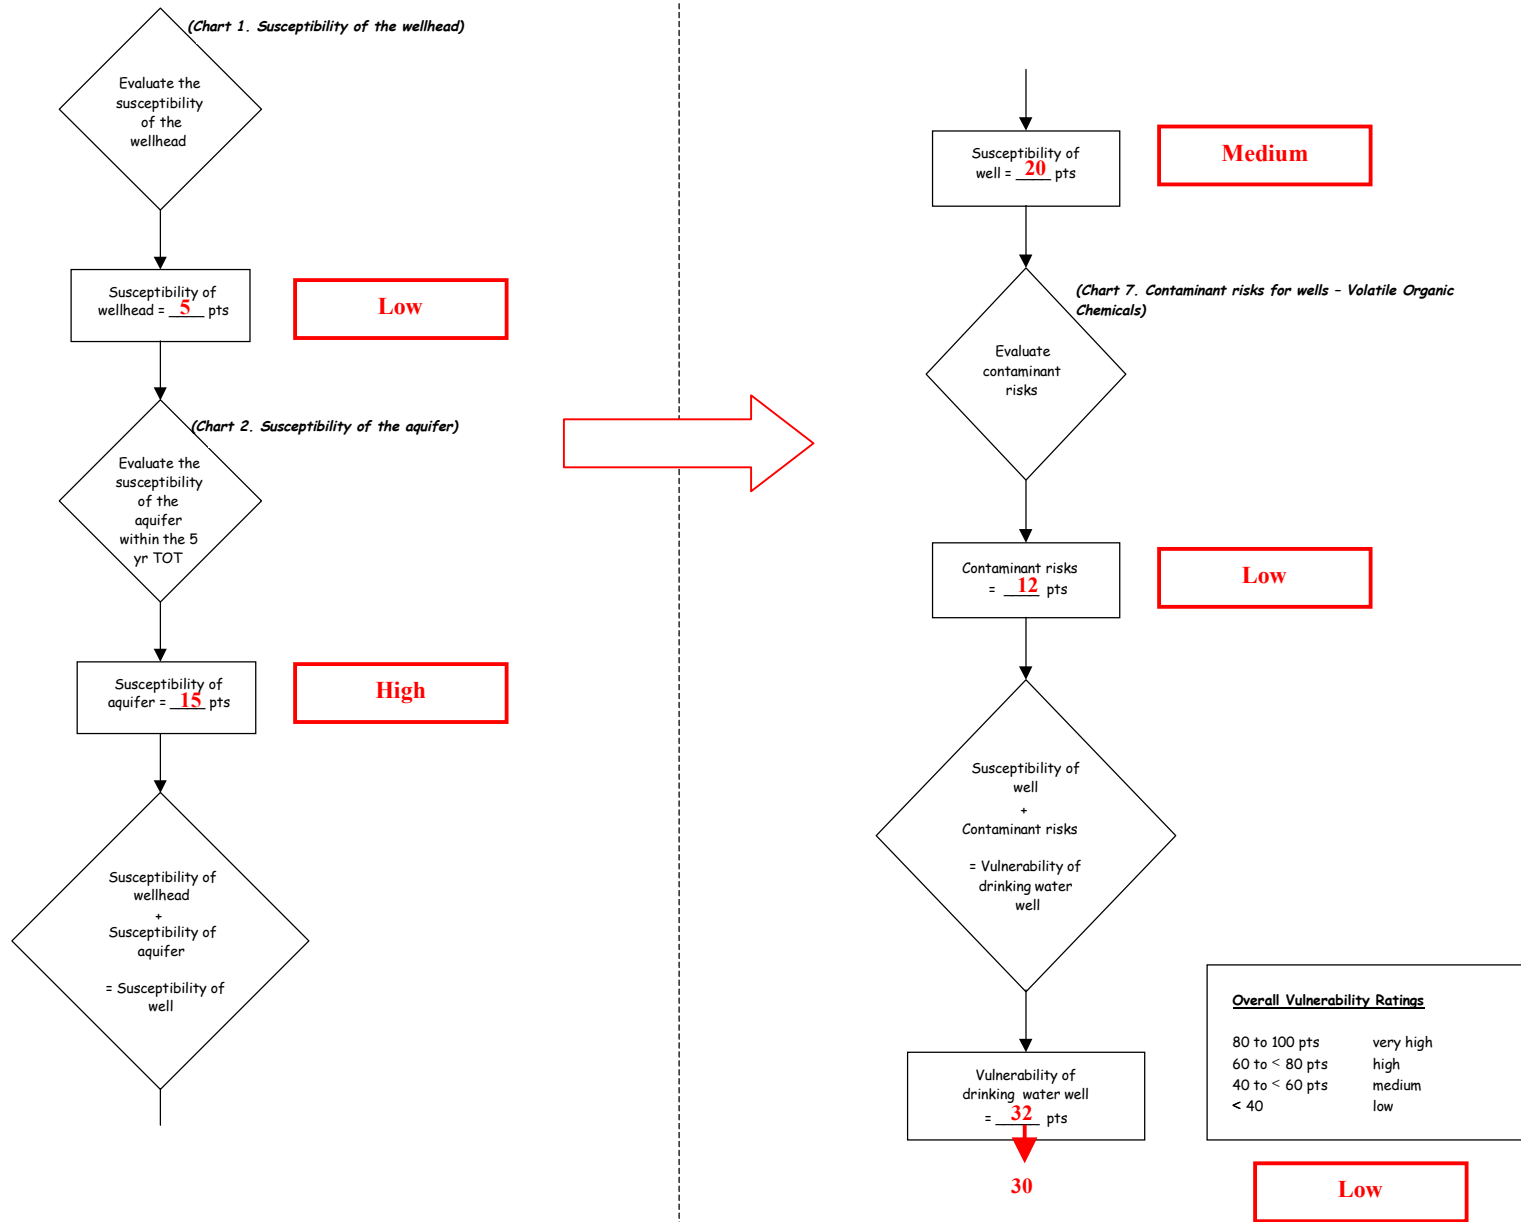 (Chart 1. Susceptibility of the wellhead)
Evaluate the
susceptibility
of the
wellhead
Susceptibility of
wellhead = 5 pts
Low
(Chart 2. Susceptibility of the aquifer)
Evaluate the
susceptibility
of the
aquifer
within the 5
yr TOT
Susceptibility of
aquifer = 15 pts
High
Susceptibility of
wellhead
+
Susceptibility of
aquifer
= Susceptibility of
well
Susceptibility of
well = 20 pts
Medium
(Chart 7. Contaminant risks for wells – Volatile Organic
Chemicals)
Evaluate
contaminant
risks
Contaminant risks
= 12 pts
Low
Susceptibility of
well
+
Contaminant risks
= Vulnerability of
drinking water
well
Vulnerability of
drinking water well
= 32 pts
30
Overall Vulnerability Ratings
80 to 100 pts very high
60 to < 80 pts high
40 to < 60 pts medium
< 40 low
Low